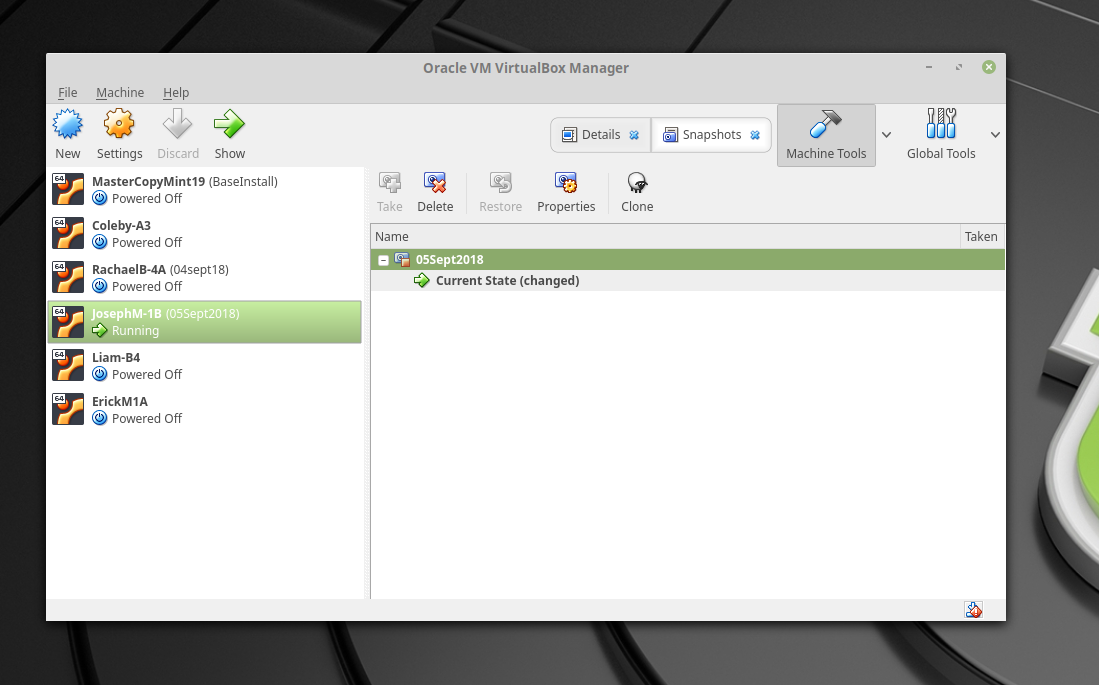 Oracle VM VirtualBox Manager
File Machine Help
New Settings Discard Show
Details Snapshots
Machine Tools Global Tools
64
MasterCopyMint19 (BaseInstall)
Powered Off
64
Coleby-A3
Powered Off
64
RachaelB-4A (04sept18)
Powered Off
64
JosephM-1B (05Sept2018)
Running
64
Liam-B4
Powered Off
64
ErickM1A
Powered Off
Take Delete Restore Properties Clone
Name Taken
05Sept2018
Current State (changed)